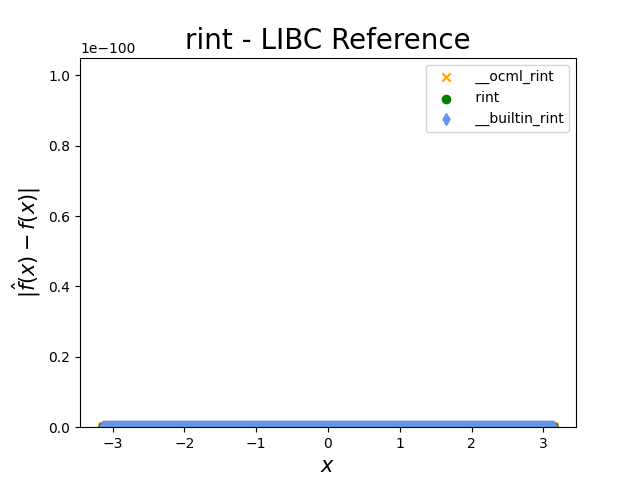 rint - LIBC Reference
1e−100
1.0
0.8
0.6
0.4
0.2
0.0
|f̂(x) − f(x)|
__ocml_rint
rint
__builtin_rint
−3 −2 −1 0 1 2 3
x